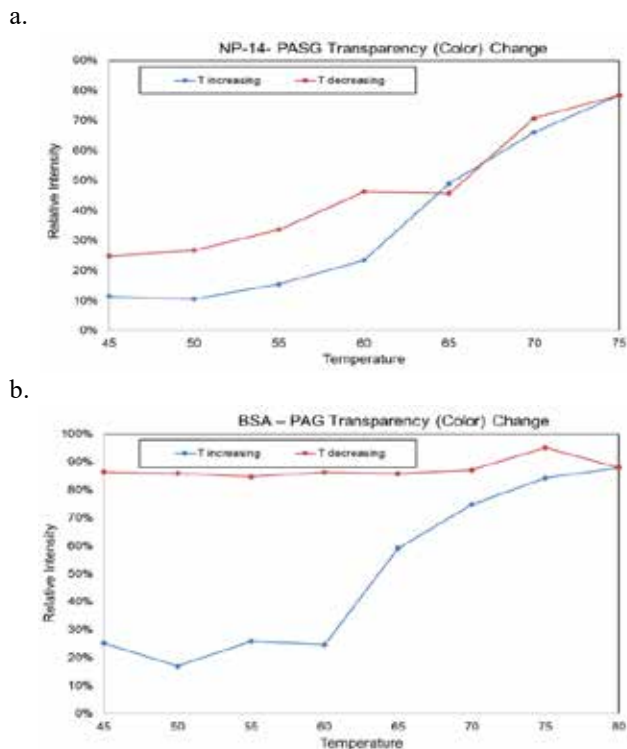 a.
NP-14- PASG Transparency (Color) Change
T increasing T decreasing
90%
80%
70%
60%
50%
40%
30%
20%
10%
0%
Relative Intensity
45 50 55 60 65 70 75
Temperature
b.
BSA – PAG Transparency (Color) Change
T increasing T decreasing
100%
90%
80%
70%
60%
50%
40%
30%
20%
10%
0%
Relative Intensity
45 50 55 60 65 70 75 80
Temperature